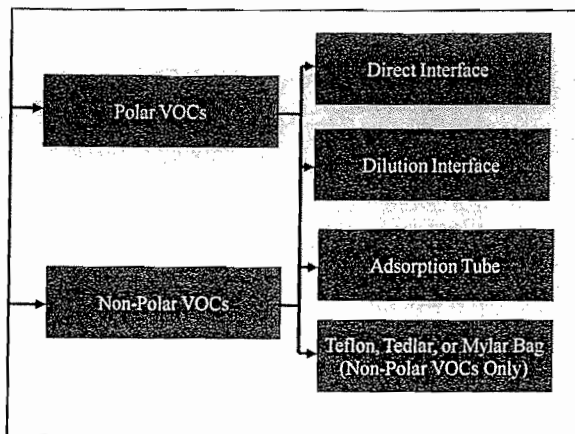 Polar VOCs
Non-Polar VOCs
Direct Interface
Dilution Interface
Adsorption Tube
Teflon, Tedlar, or Mylar Bag
(Non-Polar VOCs Only)